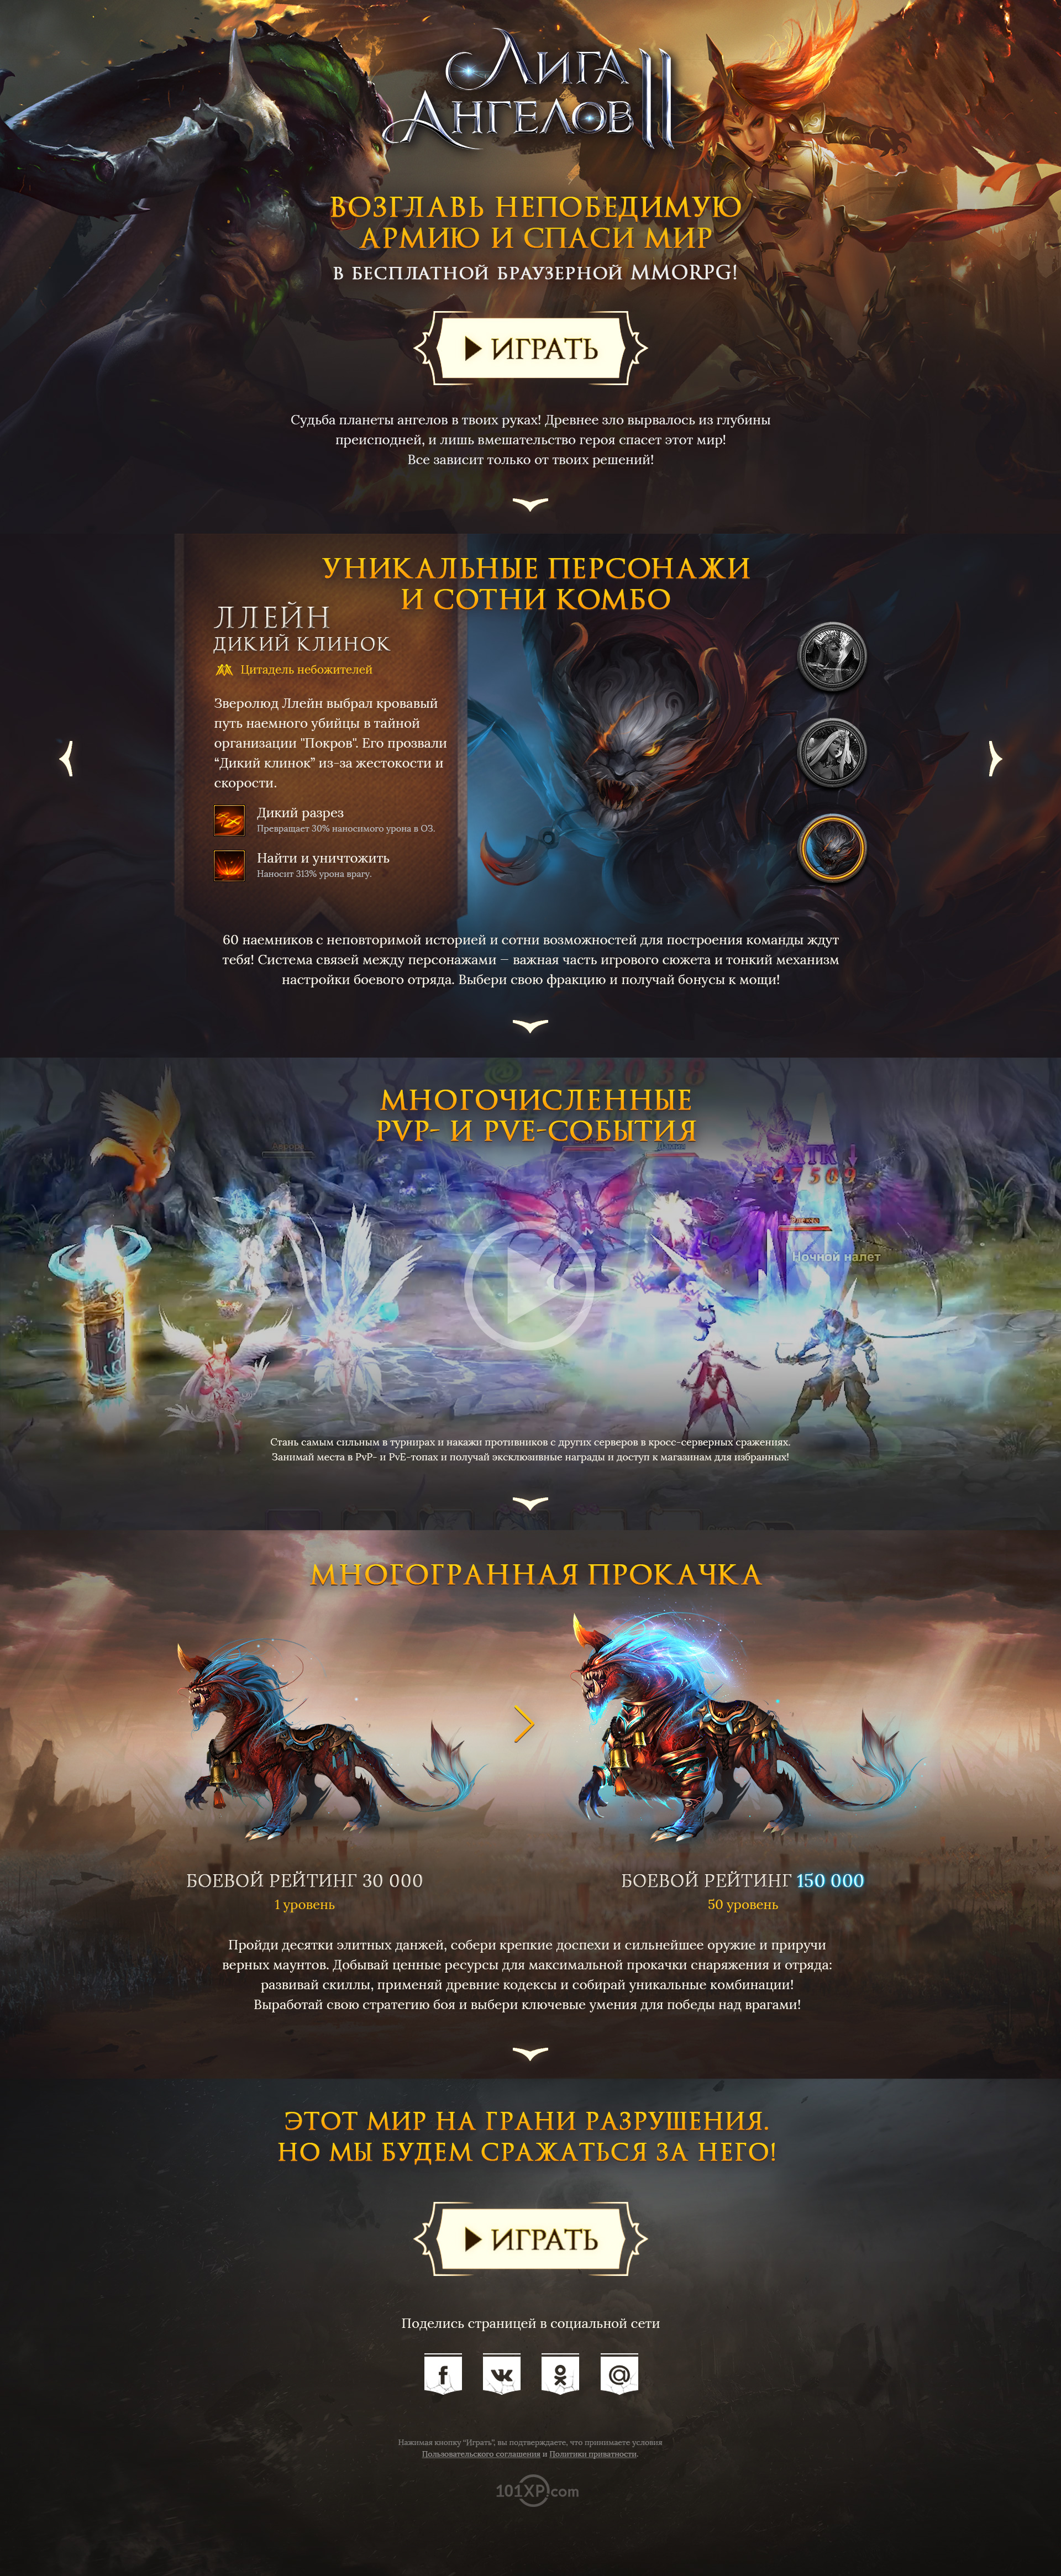 Лига
Ангелов II
ВОЗГЛАВЬ НЕПОБЕДИМУЮ
АРМИЮ И СПАСИ МИР
В БЕСПЛАТНОЙ БРАУЗЕРНОЙ MMORPG!
ИГРАТЬ
Судьба планеты ангелов в твоих руках! Древнее зло вырвалось из глубины
преисподней, и лишь вмешательство героя спасет этот мир!
Все зависит только от твоих решений!
УНИКАЛЬНЫЕ ПЕРСОНАЖИ
И СОТНИ КОМБО
ЛЛЕЙН
ДИКИЙ КЛИНОК
Цитадель небожителей
Зверолюд Ллейн выбрал кровавый
путь наемного убийцы в тайной
организации "Покров". Его прозвали
“Дикий клинок” из-за жестокости и
скорости.
Дикий разрез
Превращает 30% наносимого урона в ОЗ.
Найти и уничтожить
Наносит 313% урона врагу.
60 наемников с неповторимой историей и сотни возможностей для построения команды ждут
тебя! Система связей между персонажами – важная часть игрового сюжета и тонкий механизм
настройки боевого отряда. Выбери свою фракцию и получай бонусы к мощи!
-22038
МНОГОЧИСЛЕННЫЕ
PVP- И PVE-СОБЫТИЯ
АТК
-47509
Ночной налет
Стань самым сильным в турнирах и накажи противников с других серверов в кросс-серверных сражениях.
Занимай места в PvP- и PvE-топах и получай эксклюзивные награды и доступ к магазинам для избранных!
МНОГОГРАННАЯ ПРОКАЧКА
БОЕВОЙ РЕЙТИНГ 30 000
1 уровень
БОЕВОЙ РЕЙТИНГ 150 000
50 уровень
Пройди десятки элитных данжей, собери крепкие доспехи и сильнейшее оружие и приручи
верных маунтов. Добывай ценные ресурсы для максимальной прокачки снаряжения и отряда:
развивай скиллы, применяй древние кодексы и собирай уникальные комбинации!
Выработай свою стратегию боя и выбери ключевые умения для победы над врагами!
ЭТОТ МИР НА ГРАНИ РАЗРУШЕНИЯ.
НО МЫ БУДЕМ СРАЖАТЬСЯ ЗА НЕГО!
ИГРАТЬ
Поделись страницей в социальной сети
Нажимая кнопку "Играть", вы подтверждаете, что принимаете условия
Пользовательского соглашения и Политики приватности.
101XP.com